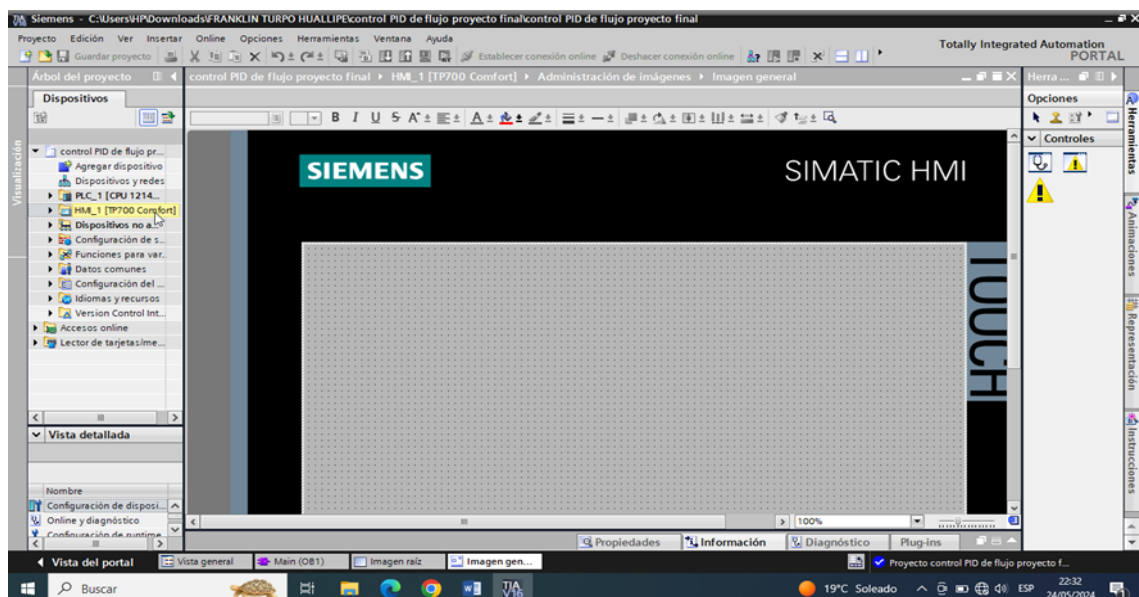 Siemens - C:\Users\HP\Downloads\FRANKLIN TURPO HUALLIPE\control PID de flujo proyecto final\control PID de flujo proyecto final
Proyecto Edición Ver Insertar Online Opciones Herramientas Ventana Ayuda
Totally Integrated Automation
PORTAL
Guardar proyecto
Establecer conexión online
Deshacer conexión online
Árbol del proyecto
control PID de flujo proyecto final ▸ HMI_1 [TP700 Comfort] ▸ Administración de imágenes ▸ Imagen general
Herra...
Dispositivos
Opciones
B I U S A
Controles
Visualización
control PID de flujo pr...
Agregar dispositivo
Dispositivos y redes
PLC_1 [CPU 1214...
HMI_1 [TP700 Comfort]
Dispositivos no a...
Configuración de s...
Funciones para var..
Datos comunes
Configuración del ...
Idiomas y recursos
Version Control Int...
Accesos online
Lector de tarjetas/me...
SIEMENS
SIMATIC HMI
TOUCH
Herramientas
Animaciones
Representación
Instrucciones
Vista detallada
Nombre
Configuración de disposi...
Online y diagnóstico
Configuración de runtime
100%
Propiedades Información Diagnóstico Plug-ins
Vista del portal Vista general Main (OB1) Imagen raíz Imagen gen... Proyecto control PID de flujo proyecto f...
Buscar
TIA V16
19°C Soleado
ESP
22:32
24/05/2024